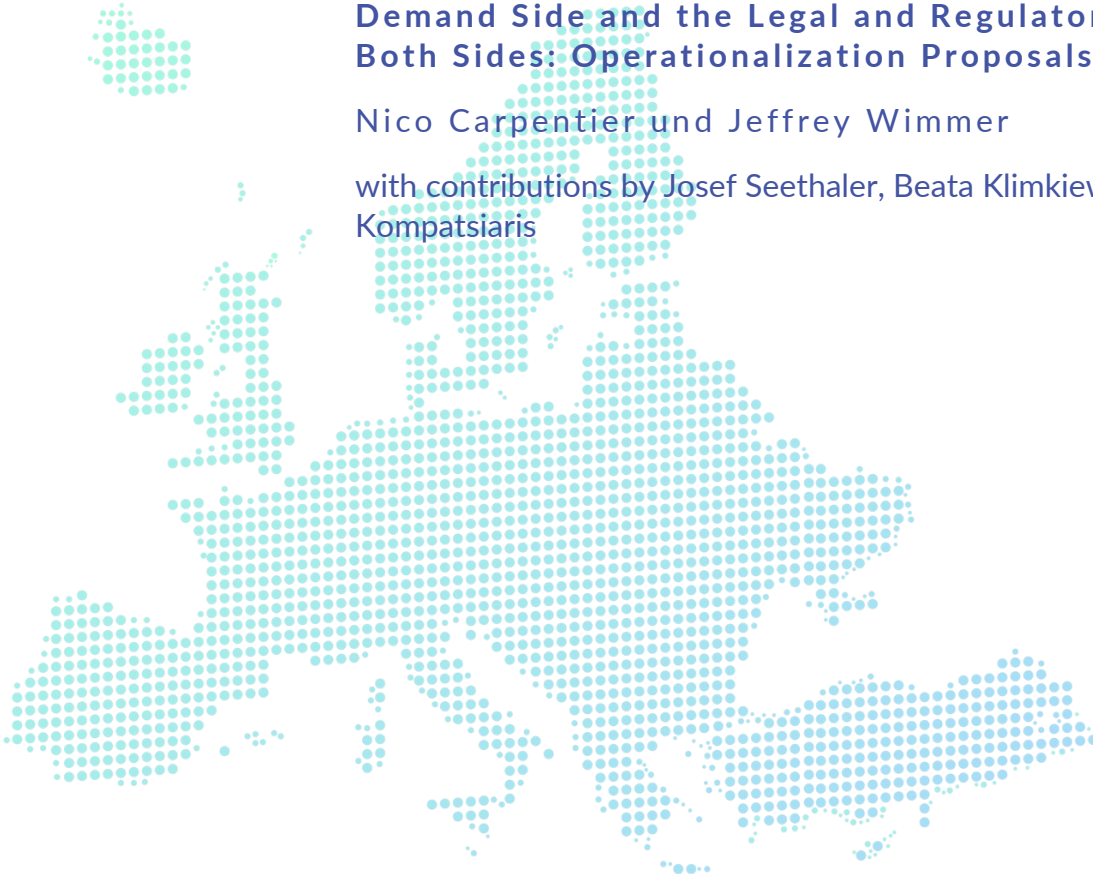 Demand Side and the Legal and Regulator
Both Sides: Operationalization Proposals
Nico Carpentier und Jeffrey Wimmer
with contributions by Josef Seethaler, Beata Klimkiew
Kompatsiaris